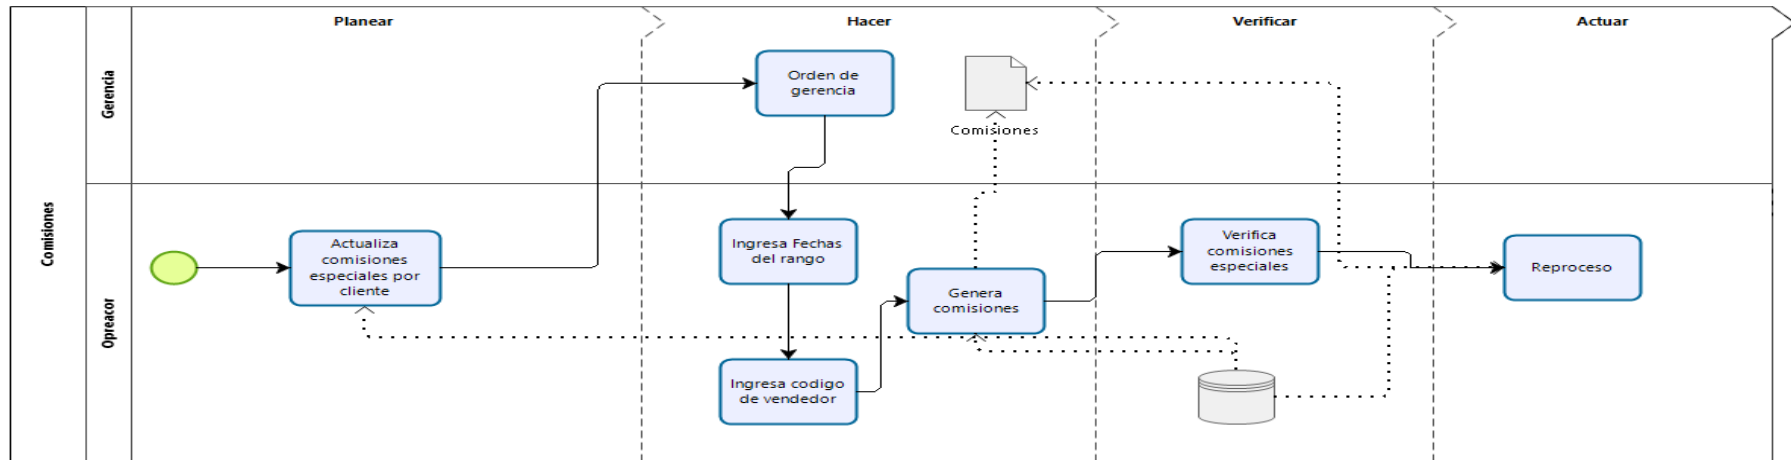 Planear
Hacer
Verificar
Actuar
Comisiones
Gerencia
Orden de
gerencia
Comisiones
Opreacor
Actualiza
comisiones
especiales por
cliente
Ingresa Fechas
del rango
Ingresa codigo
de vendedor
Genera
comisiones
Verifica
comisiones
especiales
Reproceso